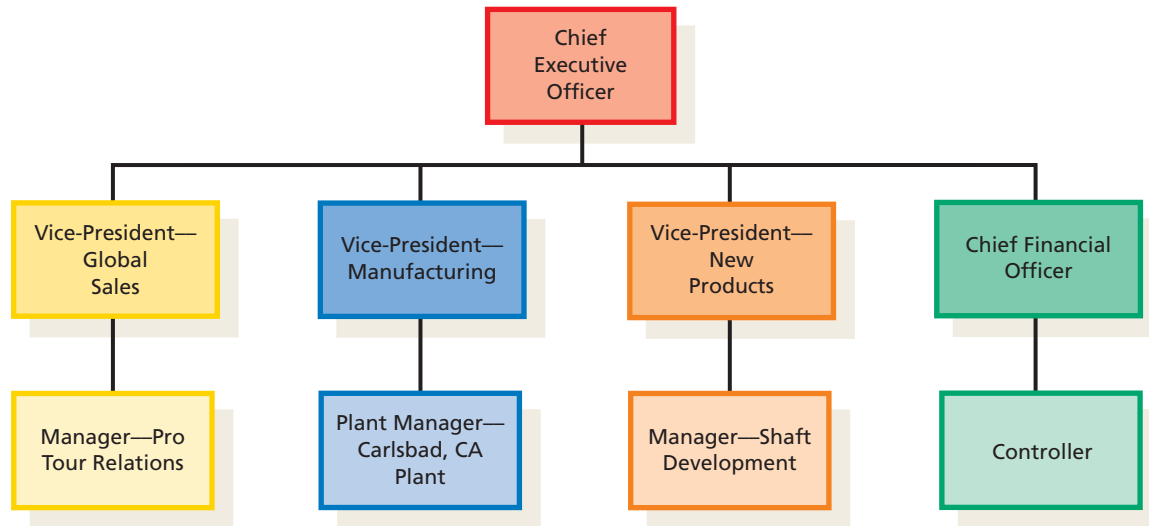 Chief
Executive
Officer
Vice-President—
Global
Sales
Vice-President—
Manufacturing
Vice-President—
New
Products
Chief Financial
Officer
Manager—Pro
Tour Relations
Plant Manager—
Carlsbad, CA
Plant
Manager—Shaft
Development
Controller